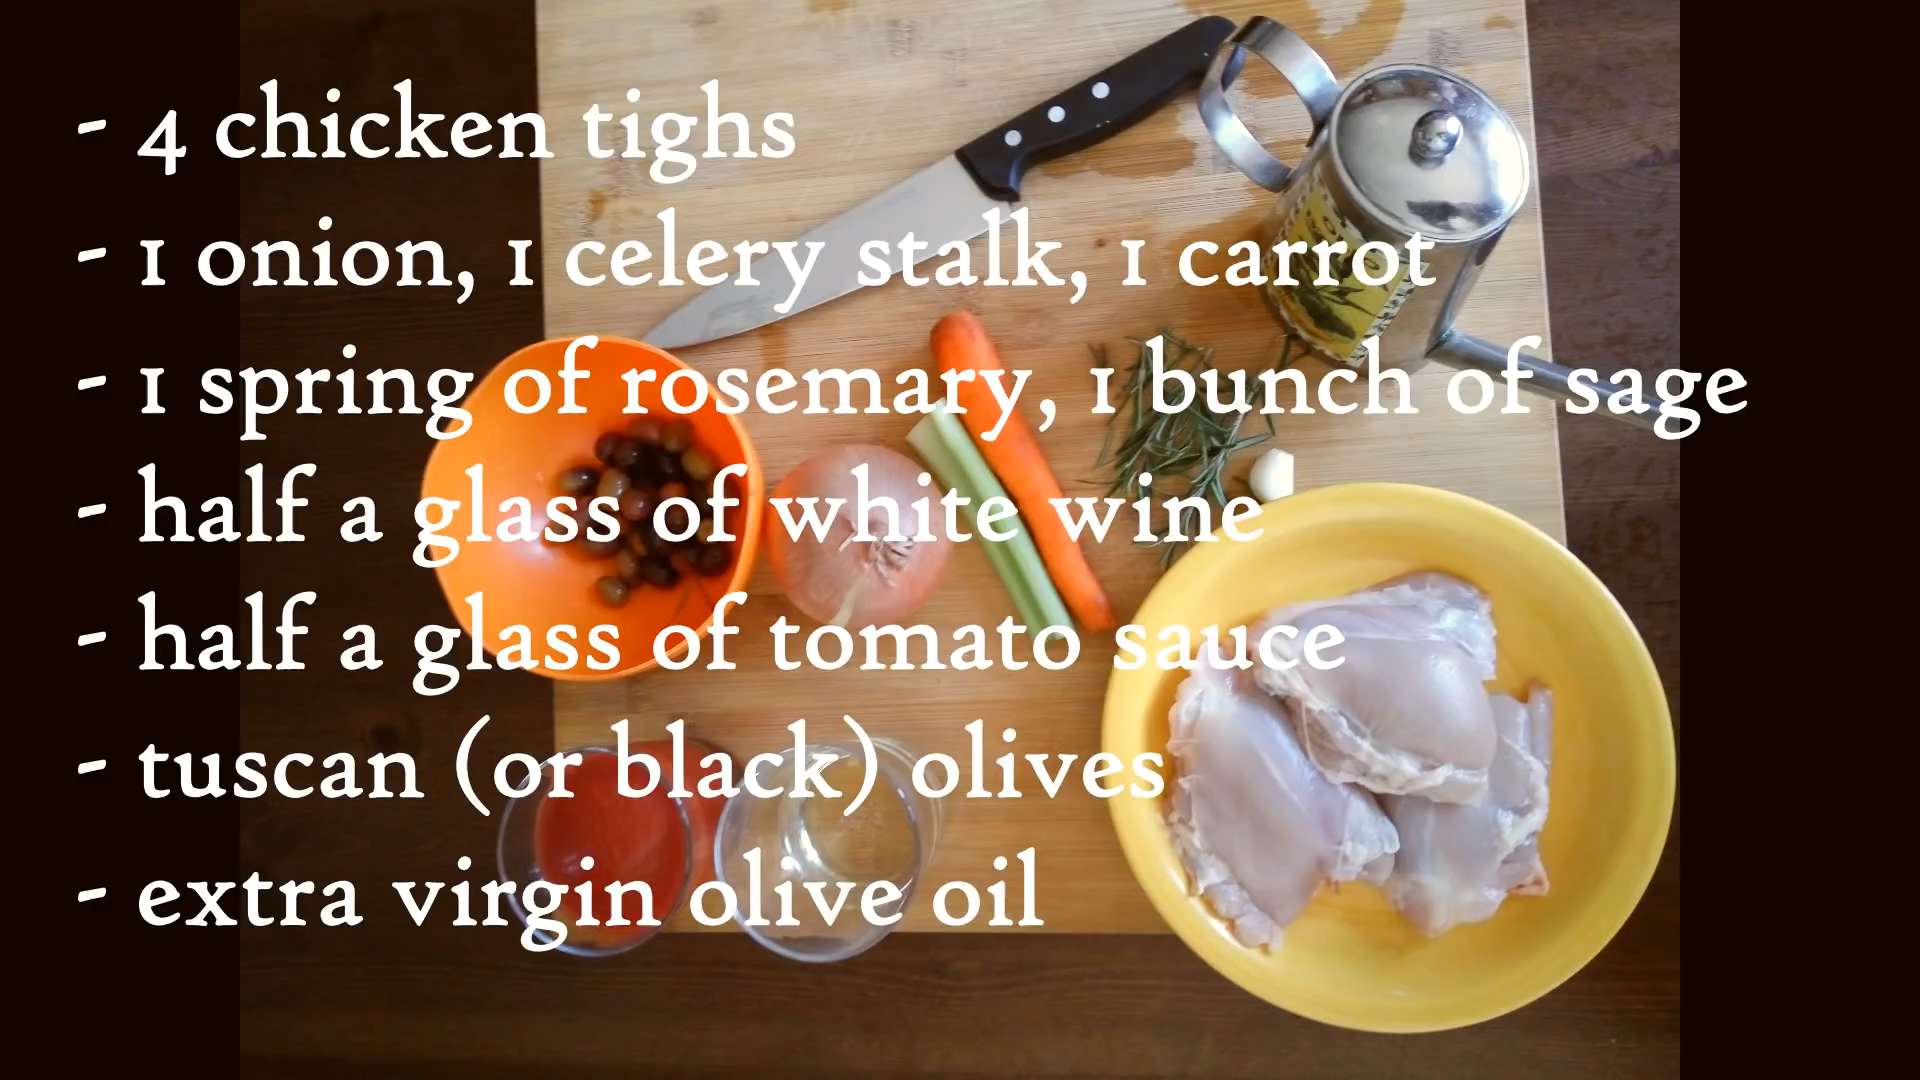 - 4 chicken tighs
- 1 onion, 1 celery stalk, 1 carrot
- 1 spring of rosemary, 1 bunch of sage
- half a glass of white wine
- half a glass of tomato sauce
- tuscan (or black) olives
- extra virgin olive oil